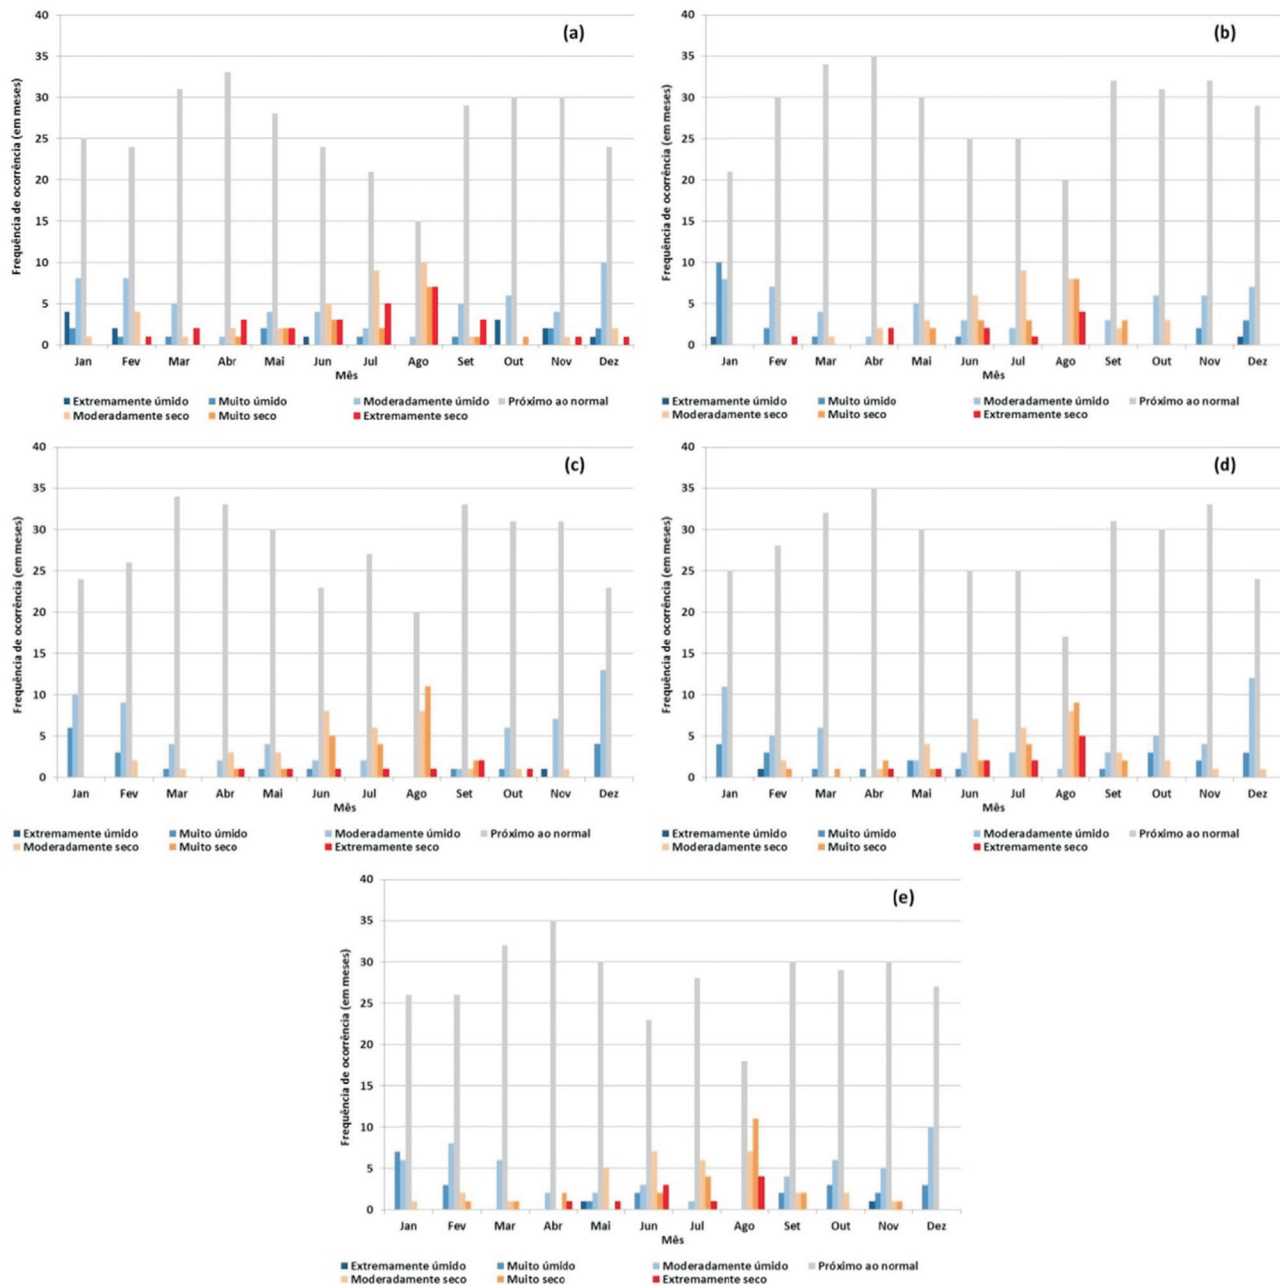 (a)
Frequência de ocorrência (em meses)
40
35
30
25
20
15
10
5
0
Jan Fev Mar Abr Mai Jun Jul Ago Set Out Nov Dez
Mês
Extremamente úmido Muito úmido Moderadamente úmido Próximo ao normal
Moderadamente seco Muito seco Extremamente seco
(b)
Frequência de ocorrência (em meses)
40
35
30
25
20
15
10
5
0
Jan Fev Mar Abr Mai Jun Jul Ago Set Out Nov Dez
Mês
Extremamente úmido Muito úmido Moderadamente úmido Próximo ao normal
Moderadamente seco Muito seco Extremamente seco
(c)
Frequência de ocorrência (em meses)
40
35
30
25
20
15
10
5
0
Jan Fev Mar Abr Mai Jun Jul Ago Set Out Nov Dez
Mês
Extremamente úmido Muito úmido Moderadamente úmido Próximo ao normal
Moderadamente seco Muito seco Extremamente seco
(d)
Frequência de ocorrência (em meses)
40
35
30
25
20
15
10
5
0
Jan Fev Mar Abr Mai Jun Jul Ago Set Out Nov Dez
Mês
Extremamente úmido Muito úmido Moderadamente úmido Próximo ao normal
Moderadamente seco Muito seco Extremamente seco
(e)
Frequência de ocorrência (em meses)
40
35
30
25
20
15
10
5
0
Jan Fev Mar Abr Mai Jun Jul Ago Set Out Nov Dez
Mês
Extremamente úmido Muito úmido Moderadamente úmido Próximo ao normal
Moderadamente seco Muito seco Extremamente seco